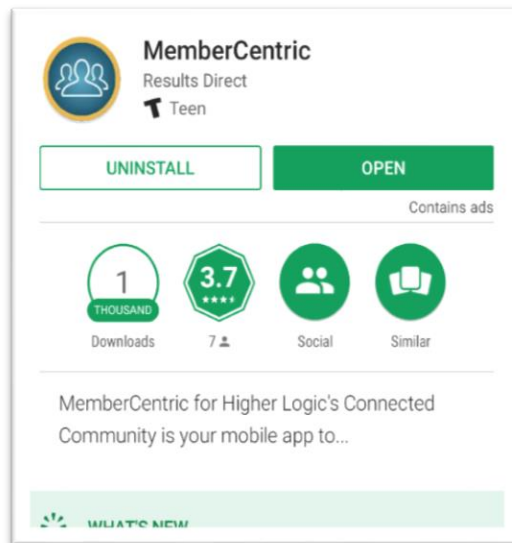 MemberCentric
Results Direct
Teen
UNINSTALL
OPEN
Contains ads
1
THOUSAND
3.7
Downloads
7
Social
Similar
MemberCentric for Higher Logic's Connected
Community is your mobile app to...
WHAT'S NEW